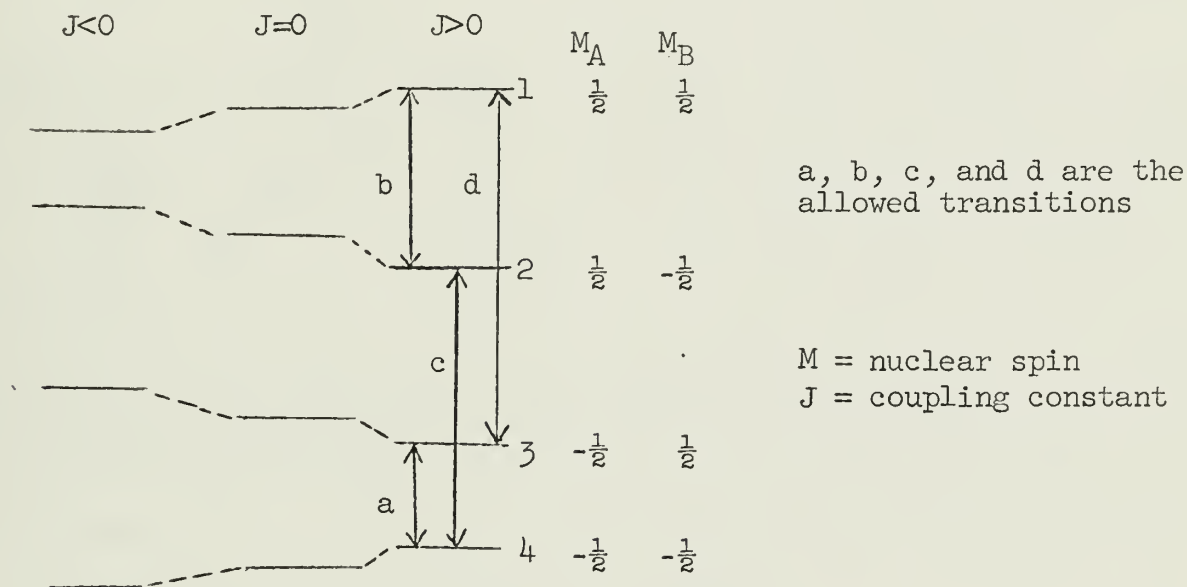 J<0 J=0 J>0
M_A M_B
1 ½ ½
b d
a, b, c, and d are the
allowed transitions
2 ½ -½
c
M = nuclear spin
J = coupling constant
3 -½ ½
a
4 -½ -½